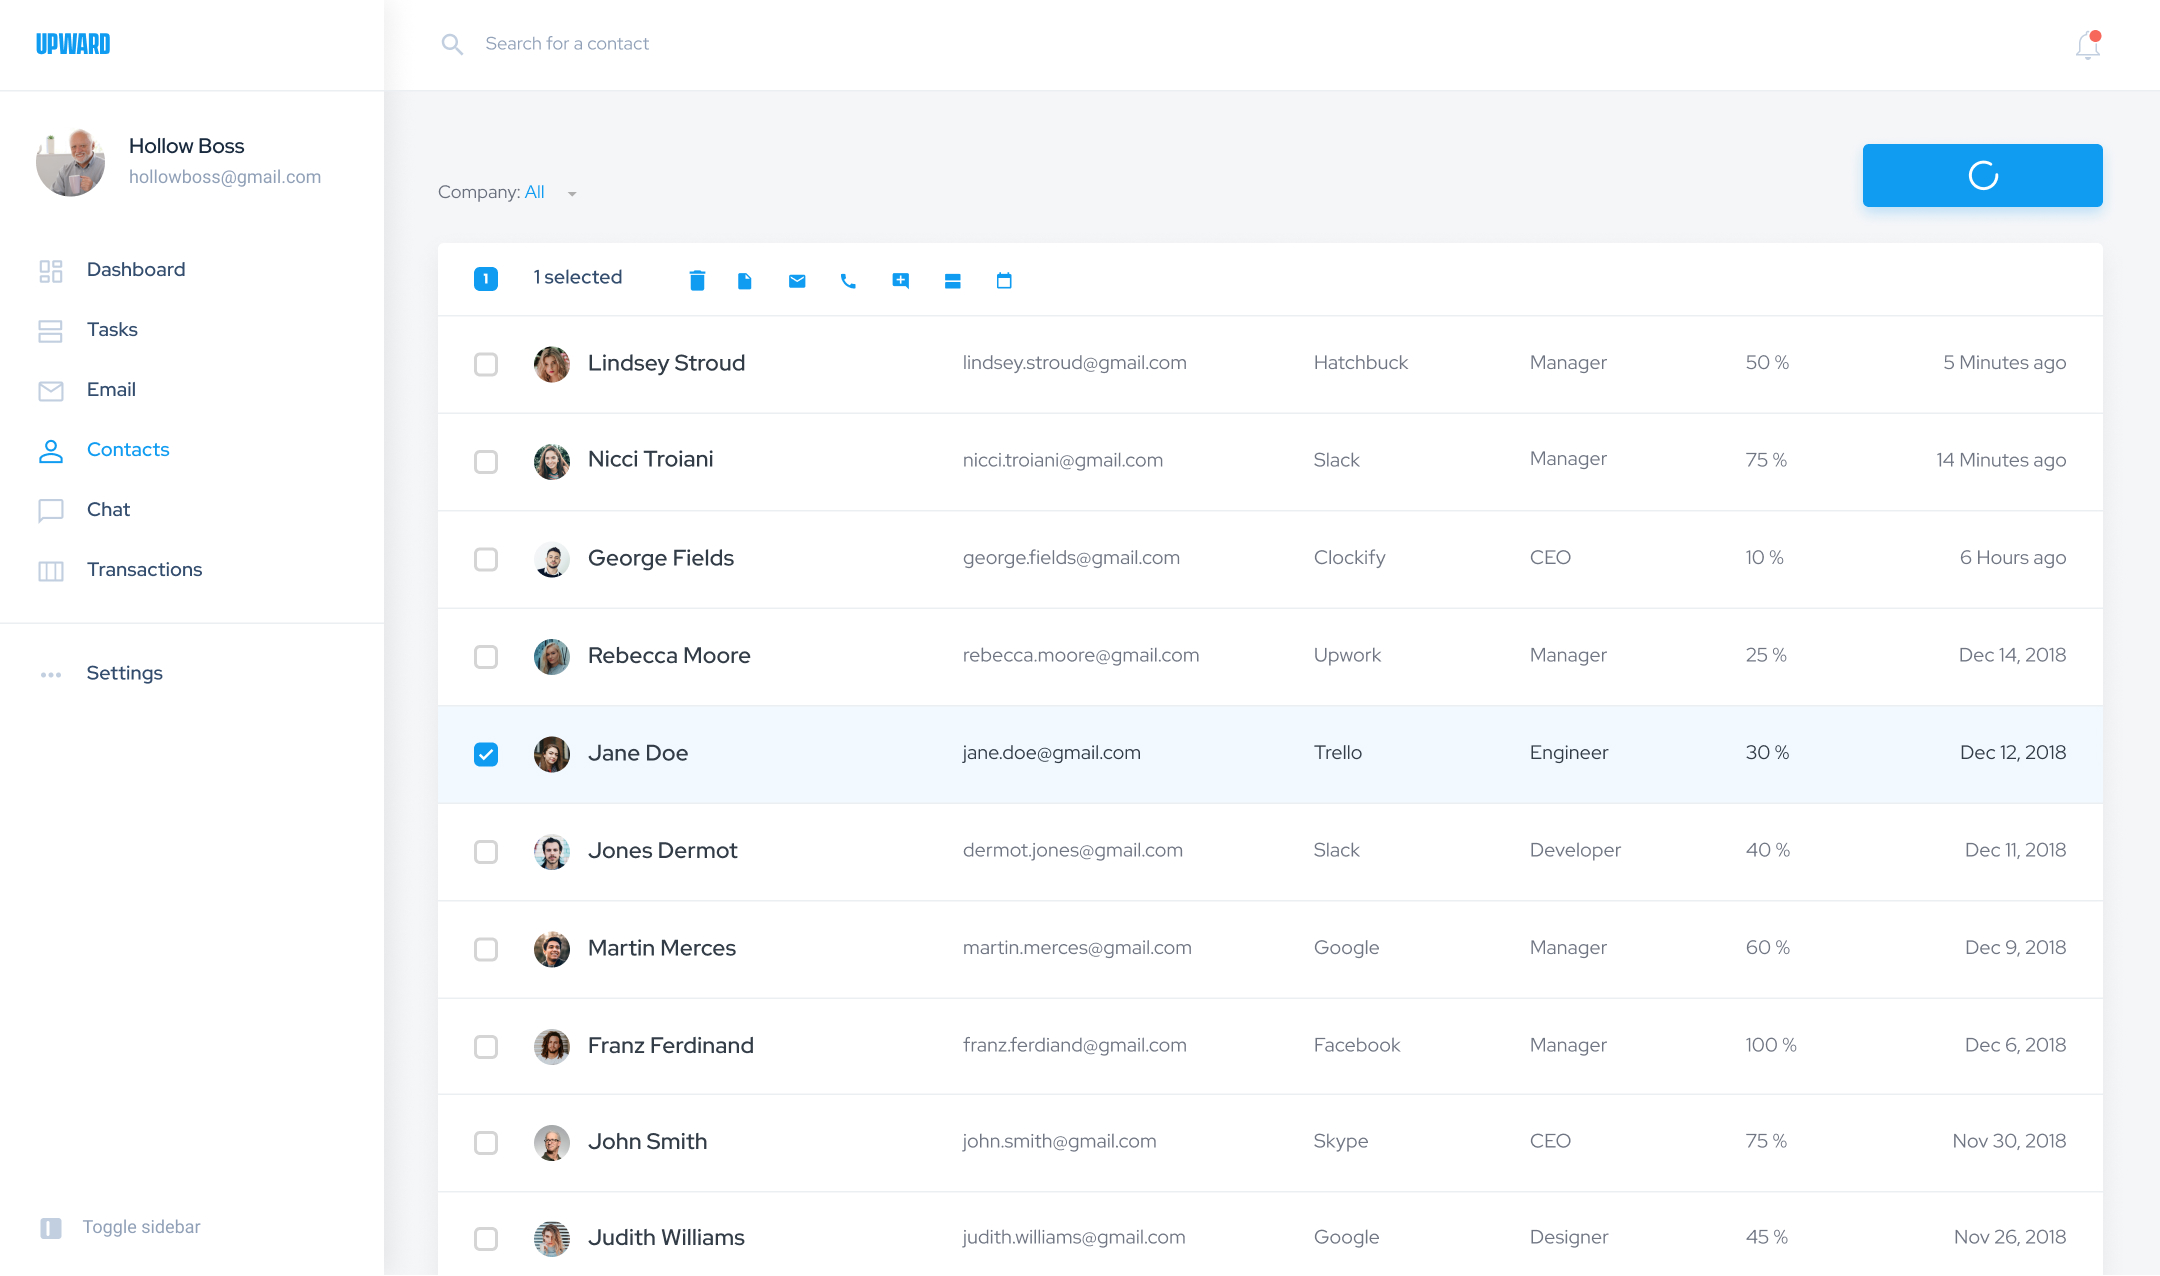 UPWARD
Search for a contact
Hollow Boss
hollowboss@gmail.com
Dashboard
Tasks
Email
Contacts
Chat
Transactions
Settings
Toggle sidebar
Company: All
1 1 selected
Lindsey Stroud lindsey.stroud@gmail.com Hatchbuck Manager 50 % 5 Minutes ago
Nicci Troiani nicci.troiani@gmail.com Slack Manager 75 % 14 Minutes ago
George Fields george.fields@gmail.com Clockify CEO 10 % 6 Hours ago
Rebecca Moore rebecca.moore@gmail.com Upwork Manager 25 % Dec 14, 2018
Jane Doe jane.doe@gmail.com Trello Engineer 30 % Dec 12, 2018
Jones Dermot dermot.jones@gmail.com Slack Developer 40 % Dec 11, 2018
Martin Merces martin.merces@gmail.com Google Manager 60 % Dec 9, 2018
Franz Ferdinand franz.ferdiand@gmail.com Facebook Manager 100 % Dec 6, 2018
John Smith john.smith@gmail.com Skype CEO 75 % Nov 30, 2018
Judith Williams judith.williams@gmail.com Google Designer 45 % Nov 26, 2018